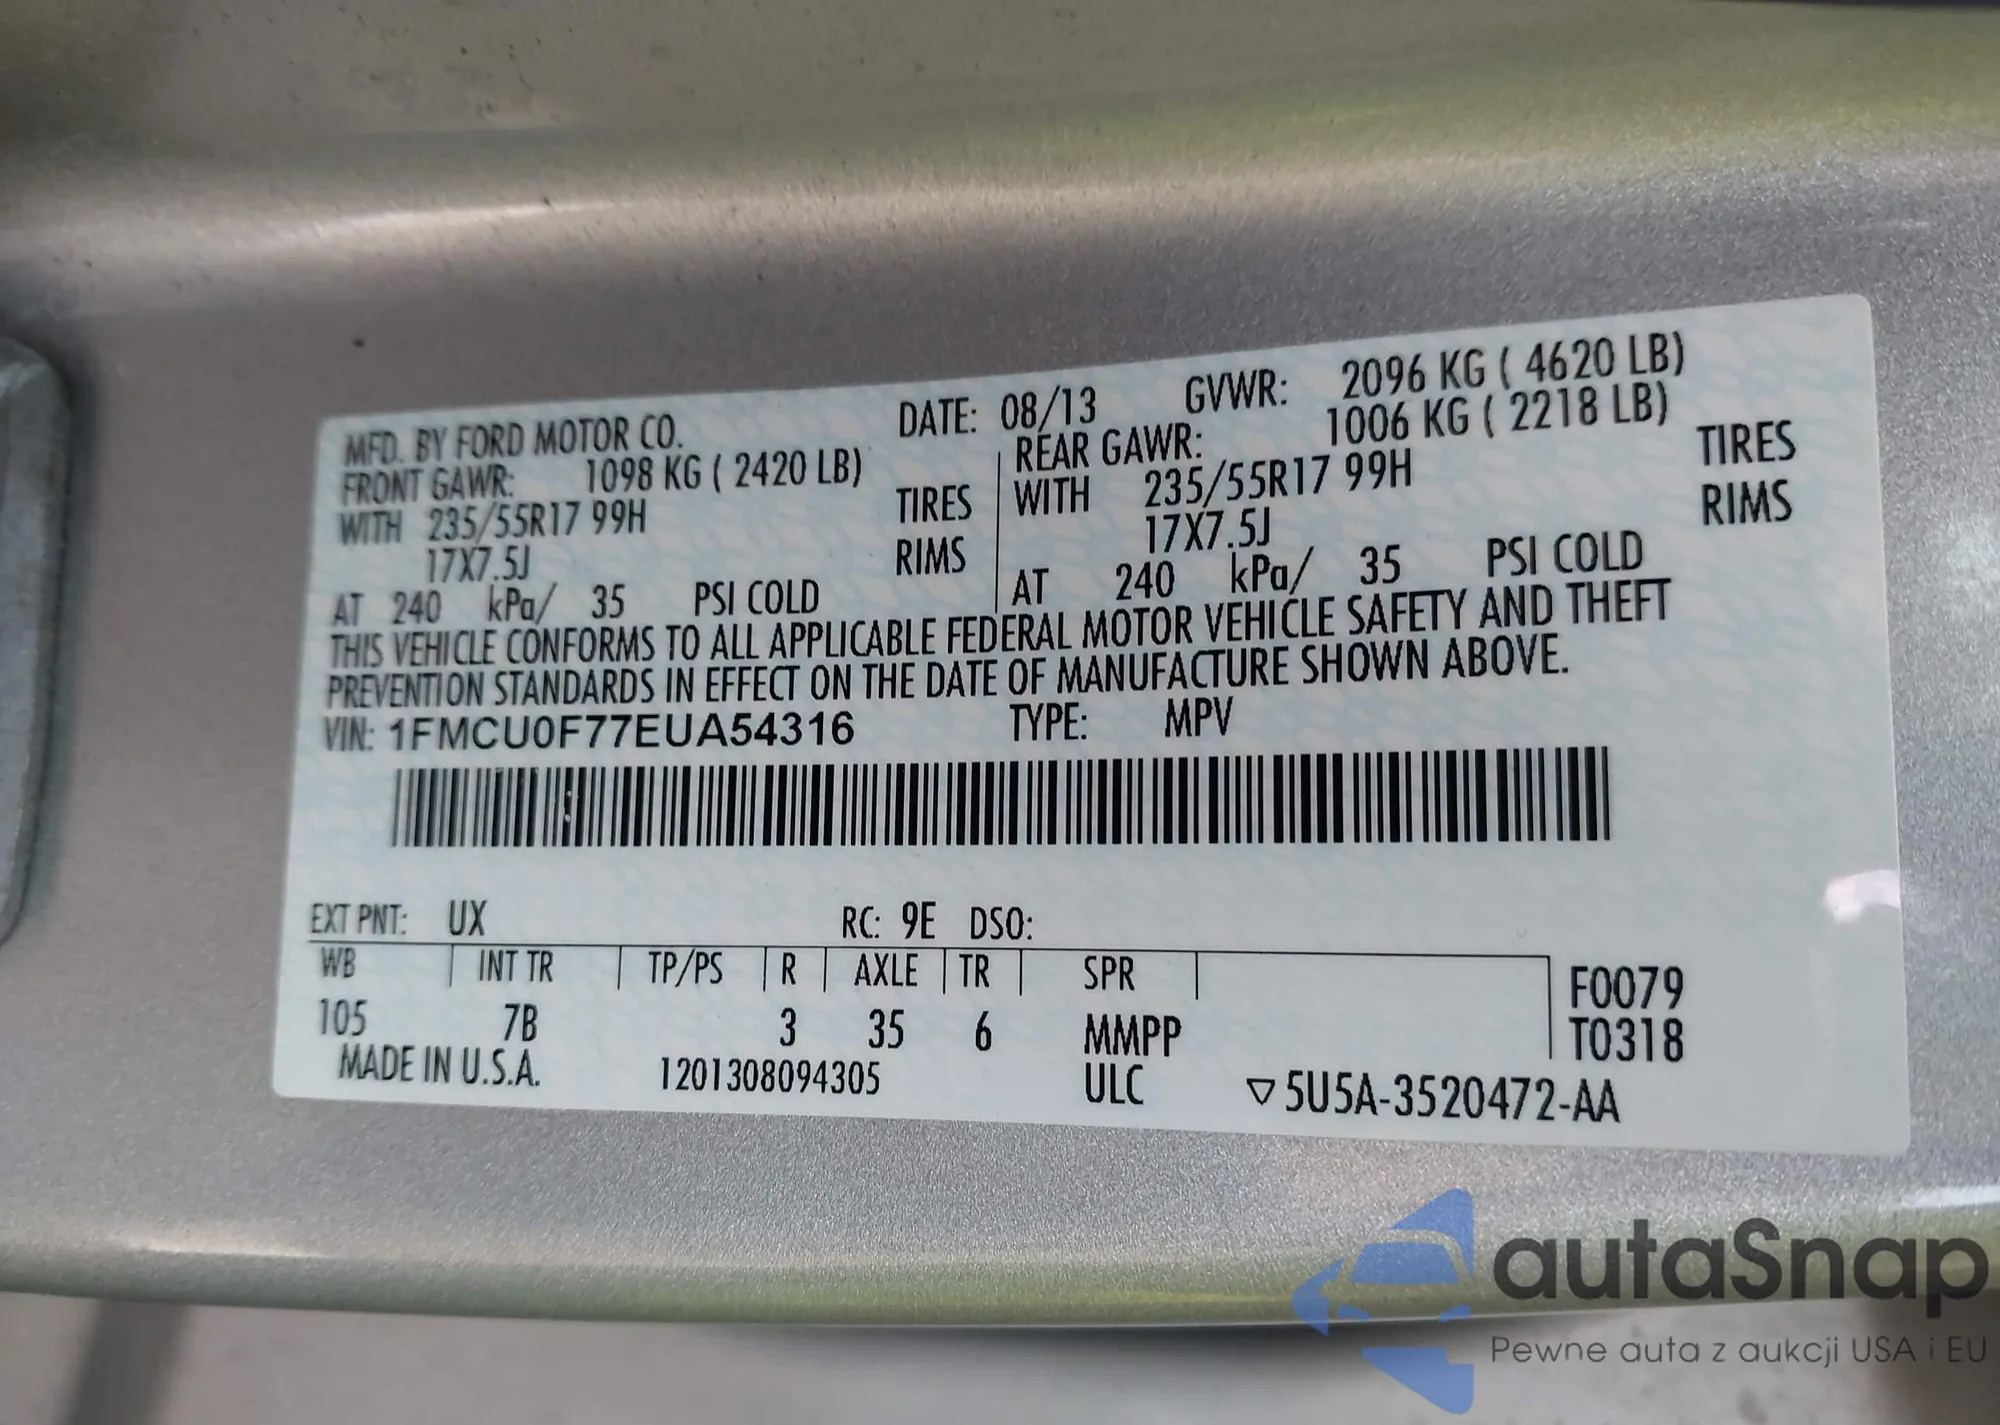 MFD. BY FORD MOTOR CO. DATE: 08/13 GVWR: 2096 KG ( 4620 LB)
FRONT GAWR: 1098 KG ( 2420 LB) REAR GAWR: 1006 KG ( 2218 LB)
WITH 235/55R17 99H TIRES WITH 235/55R17 99H TIRES
17X7.5J RIMS 17X7.5J RIMS
AT 240 kPa/ 35 PSI COLD AT 240 kPa/ 35 PSI COLD
THIS VEHICLE CONFORMS TO ALL APPLICABLE FEDERAL MOTOR VEHICLE SAFETY AND THEFT
PREVENTION STANDARDS IN EFFECT ON THE DATE OF MANUFACTURE SHOWN ABOVE.
VIN: 1FMCU0F77EUA54316 TYPE: MPV
EXT PNT: UX RC: 9E DSO:
WB INT TR TP/PS R AXLE TR SPR F0079
105 7B 3 35 6 MMPP T0318
MADE IN U.S.A. 1201308094305 ULC ▽5U5A-3520472-AA
autaSnap
Pewne auta z aukcji USA i EU